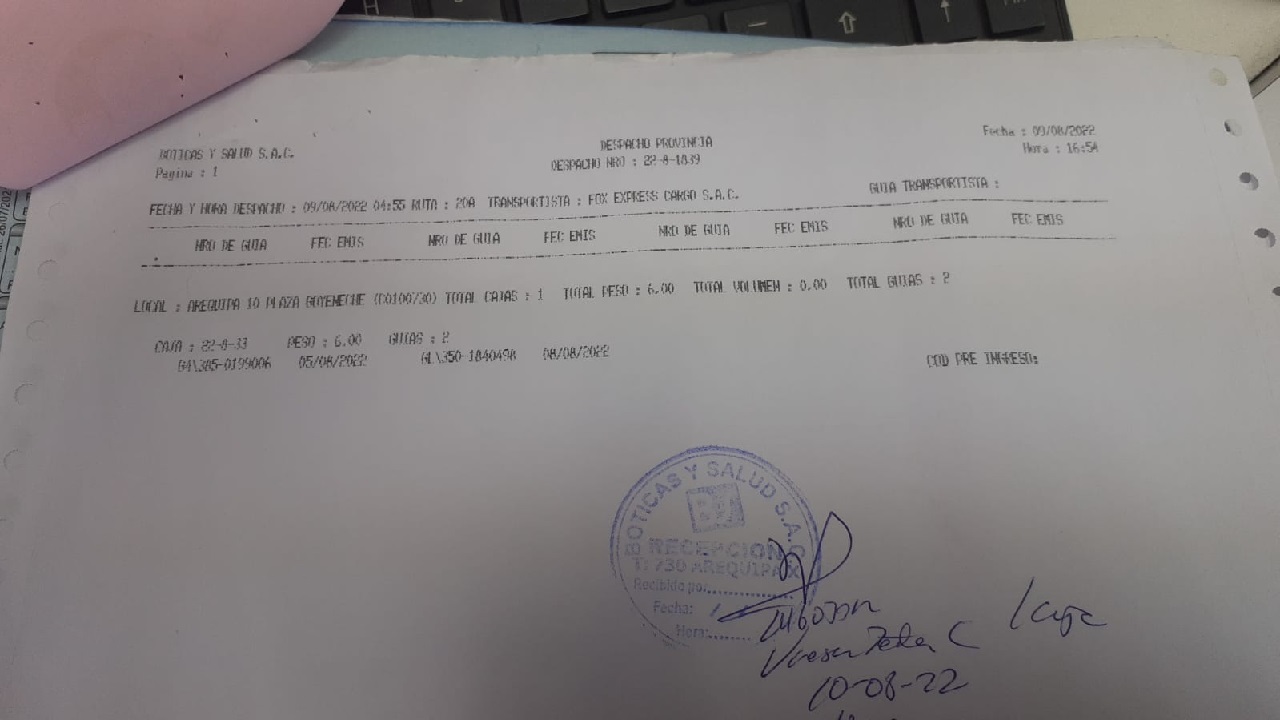 BOTICAS Y SALUD S.A.C.
Pagina : 1
DESPACHO PROVINCIA
DESPACHO NRO : 22-8-1839
Fecha : 09/08/2022
Hora : 16:54
FECHA Y HORA DESPACHO : 09/08/2022 04:55 RUTA : 20A TRANSPORTISTA : FOX EXPRESS CARGO S.A.C. GUIA TRANSPORTISTA :
NRO DE GUIA FEC EMIS NRO DE GUIA FEC EMIS NRO DE GUIA FEC EMIS NRO DE GUIA FEC EMIS
LOCAL : AREQUIPA 10 PLAZA GOYENECHE (C0100730) TOTAL CAJAS : 1 TOTAL PESO : 6.00 TOTAL VOLUMEN : 0.00 TOTAL GUIAS : 2
CAJA : 22-8-33 PESO : 6.00 GUIAS : 2
05/08/2022 08/08/2022
COD PRE INGRESO:
BOTICAS Y SALUD S.A.C
RECEPCION
T: 730 AREQUIPA X
Recibido por:
Fecha: /
Hora:
1 caja
10-08-22